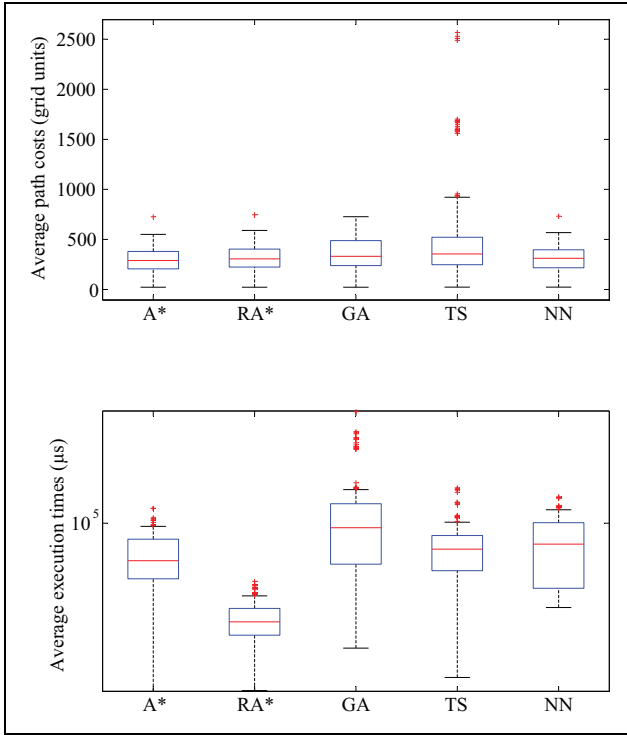 Average path costs (grid units)
2500
2000
1500
1000
500
0
A* RA* GA TS NN
Average execution times (µs)
10^5
A* RA* GA TS NN